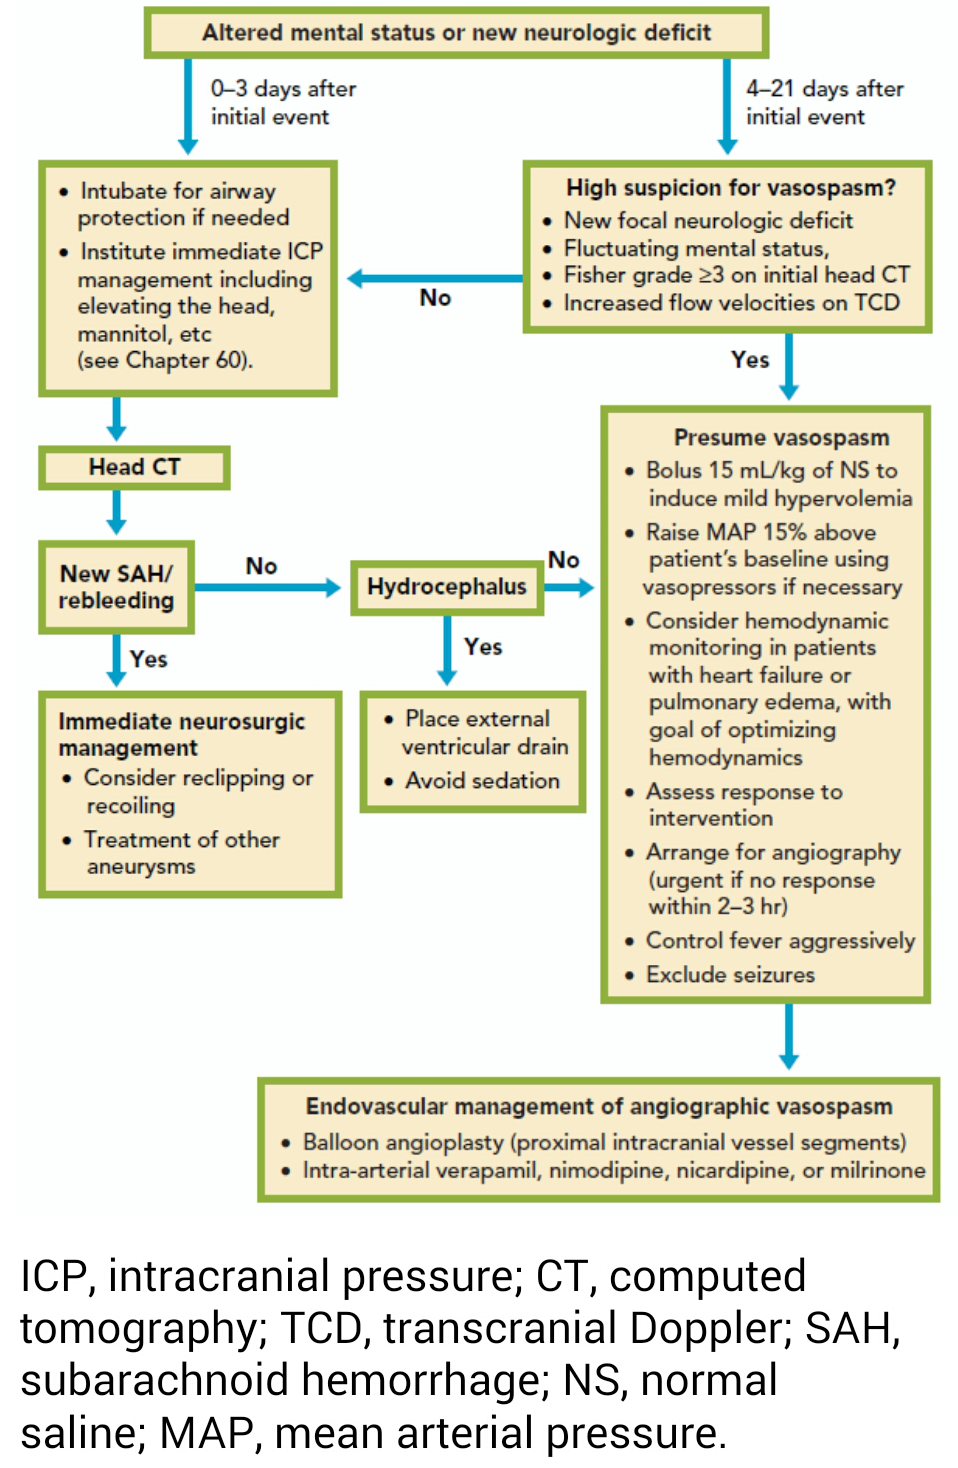 Altered mental status or new neurologic deficit
0–3 days after
initial event
4–21 days after
initial event
• Intubate for airway
protection if needed
• Institute immediate ICP
management including
elevating the head,
mannitol, etc
(see Chapter 60).
High suspicion for vasospasm?
• New focal neurologic deficit
• Fluctuating mental status,
• Fisher grade ≥3 on initial head CT
• Increased flow velocities on TCD
No
Yes
Head CT
New SAH/
rebleeding
No
Hydrocephalus
No
Yes
Yes
Immediate neurosurgic
management
• Consider reclipping or
recoiling
• Treatment of other
aneurysms
• Place external
ventricular drain
• Avoid sedation
Presume vasospasm
• Bolus 15 mL/kg of NS to
induce mild hypervolemia
• Raise MAP 15% above
patient's baseline using
vasopressors if necessary
• Consider hemodynamic
monitoring in patients
with heart failure or
pulmonary edema, with
goal of optimizing
hemodynamics
• Assess response to
intervention
• Arrange for angiography
(urgent if no response
within 2–3 hr)
• Control fever aggressively
• Exclude seizures
Endovascular management of angiographic vasospasm
• Balloon angioplasty (proximal intracranial vessel segments)
• Intra-arterial verapamil, nimodipine, nicardipine, or milrinone
ICP, intracranial pressure; CT, computed
tomography; TCD, transcranial Doppler; SAH,
subarachnoid hemorrhage; NS, normal
saline; MAP, mean arterial pressure.